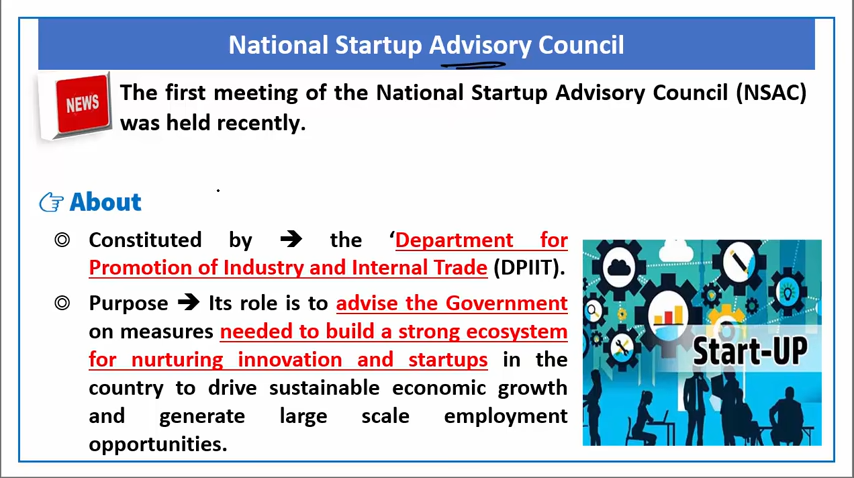 National Startup Advisory Council
NEWS
The first meeting of the National Startup Advisory Council (NSAC)
was held recently.
About
Constituted by ➔ the ‘Department for
Promotion of Industry and Internal Trade (DPIIT).
Purpose ➔ Its role is to advise the Government
on measures needed to build a strong ecosystem
for nurturing innovation and startups in the
country to drive sustainable economic growth
and generate large scale employment
opportunities.
Start-UP